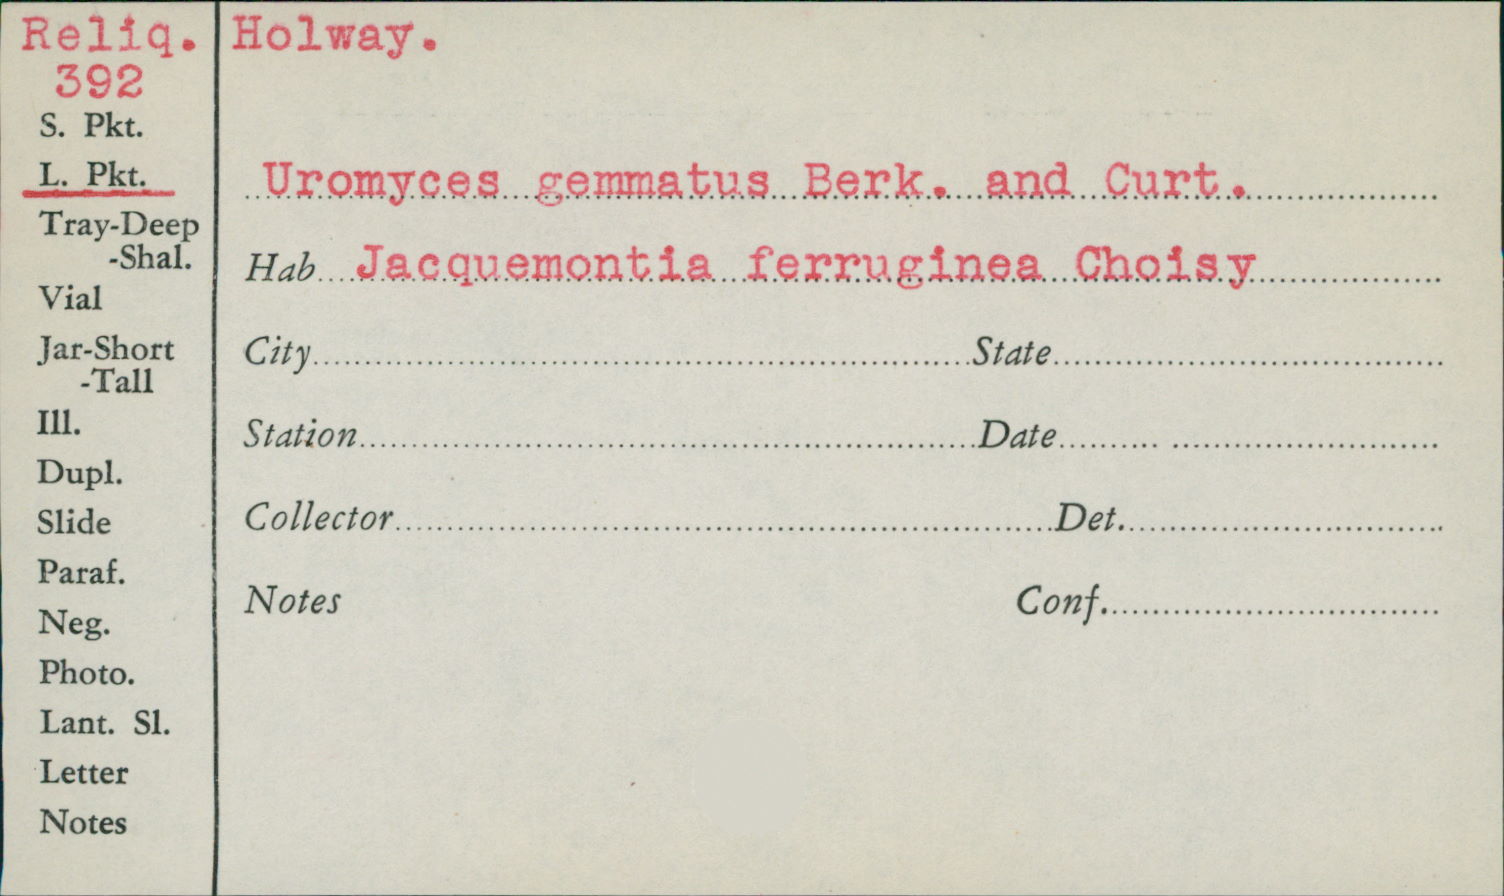 Reliq. Holway.
392
S. Pkt.
L. Pkt.
Uromyces gemmatus Berk. and Curt.
Tray-Deep
-Shal.
Hab. Jacquemontia ferruginea Choisy
Vial
Jar-Short
-Tall
City State
Ill.
Station Date
Dupl.
Slide
Collector Det.
Paraf.
Neg.
Notes Conf.
Photo.
Lant. Sl.
Letter
Notes